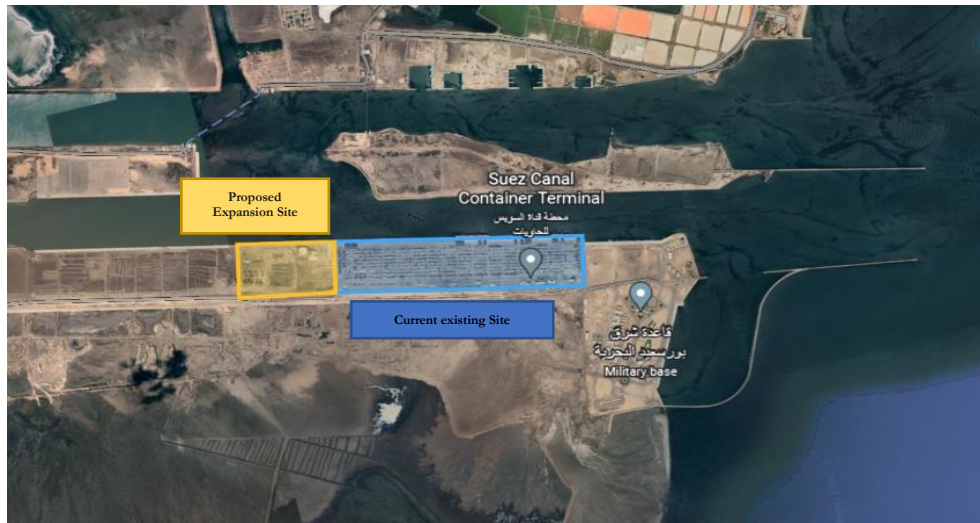 Suez Canal
Container Terminal
محطة قناة السويس
للحاويات
Proposed
Expansion Site
Current existing Site
قاعدة شرق
بورسعيد البحرية
Military base